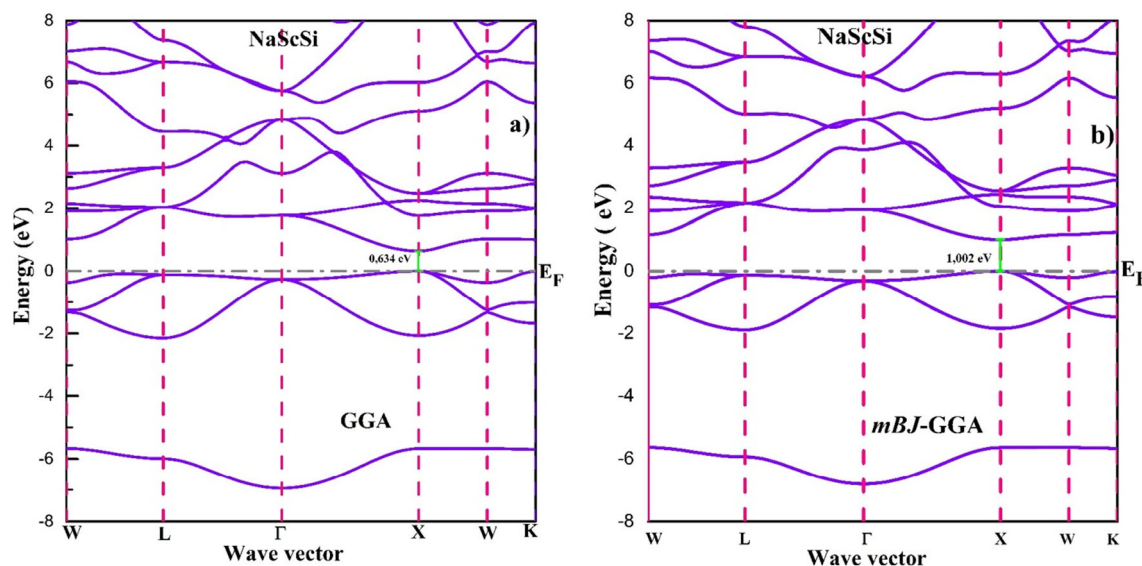 NaScSi
a)
8
6
4
2
0
-2
-4
-6
-8
Energy (eV)
0,634 eV
E_F
GGA
W L Γ X W K
Wave vector
NaScSi
b)
8
6
4
2
0
-2
-4
-6
-8
Energy ( eV)
1,002 eV
E
mBJ-GGA
W L Γ X W K
Wave vector